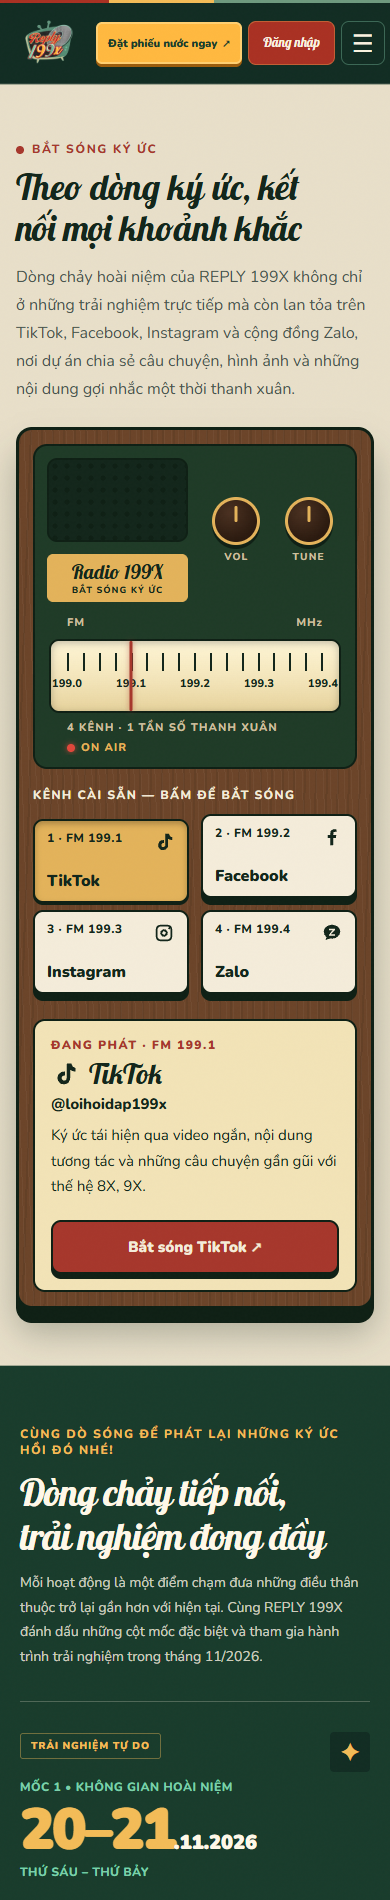 Reply
199x
Đặt phiếu nước ngay ↗
Đăng nhập
BẮT SÓNG KÝ ỨC
Theo dòng ký ức, kết
nối mọi khoảnh khắc
Dòng chảy hoài niệm của REPLY 199X không chỉ
ở những trải nghiệm trực tiếp mà còn lan tỏa trên
TikTok, Facebook, Instagram và cộng đồng Zalo,
nơi dự án chia sẻ câu chuyện, hình ảnh và những
nội dung gợi nhắc một thời thanh xuân.
Radio 199X
BẮT SÓNG KÝ ỨC
VOL TUNE
FM MHz
199.0 199.1 199.2 199.3 199.4
4 KÊNH · 1 TẦN SỐ THANH XUÂN
ON AIR
KÊNH CÀI SẴN — BẤM ĐỂ BẮT SÓNG
1 · FM 199.1
TikTok
2 · FM 199.2
Facebook
3 · FM 199.3
Instagram
4 · FM 199.4
Zalo
ĐANG PHÁT · FM 199.1
TikTok
@loihoidap199x
Ký ức tái hiện qua video ngắn, nội dung
tương tác và những câu chuyện gần gũi với
thế hệ 8X, 9X.
Bắt sóng TikTok ↗
CÙNG DÒ SÓNG ĐỂ PHÁT LẠI NHỮNG KÝ ỨC
HỒI ĐÓ NHÉ!
Dòng chảy tiếp nối,
trải nghiệm đong đầy
Mỗi hoạt động là một điểm chạm đưa những điều thân
thuộc trở lại gần hơn với hiện tại. Cùng REPLY 199X
đánh dấu những cột mốc đặc biệt và tham gia hành
trình trải nghiệm trong tháng 11/2026.
TRẢI NGHIỆM TỰ DO
MỐC 1 • KHÔNG GIAN HOÀI NIỆM
20–21.11.2026
THỨ SÁU – THỨ BẢY